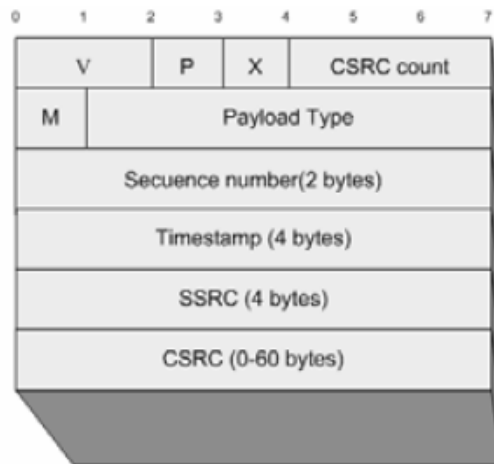 0 1 2 3 4 5 6 7
V P X CSRC count
M Payload Type
Secuence number(2 bytes)
Timestamp (4 bytes)
SSRC (4 bytes)
CSRC (0-60 bytes)